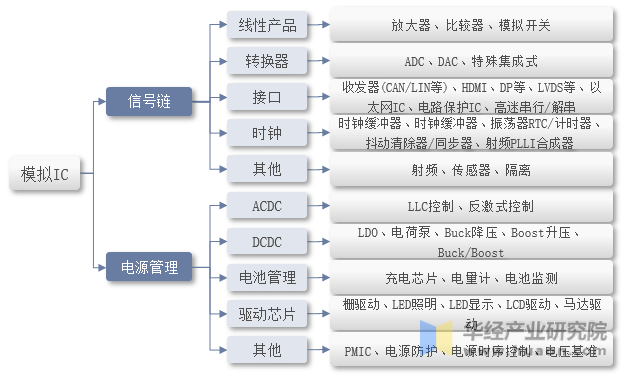 模拟IC
信号链
线性产品
放大器、比较器、模拟开关
转换器
ADC、DAC、特殊集成式
接口
收发器(CAN/LIN等)、HDMI、DP等、LVDS等、以
太网IC、电路保护IC、高速串行/解串
时钟
时钟缓冲器、时钟缓冲器、振荡器RTC/计时器、
抖动清除器/同步器、射频PLLI合成器
其他
射频、传感器、隔离
电源管理
ACDC
LLC控制、反激式控制
DCDC
LDO、电荷泵、Buck降压、Boost升压、
Buck/Boost
电池管理
充电芯片、电量计、电池监测
驱动芯片
栅驱动、LED照明、LED显示、LCD驱动、马达驱
动
其他
PMIC、电源防护、电源时序控制、电压基准
华经产业研究院